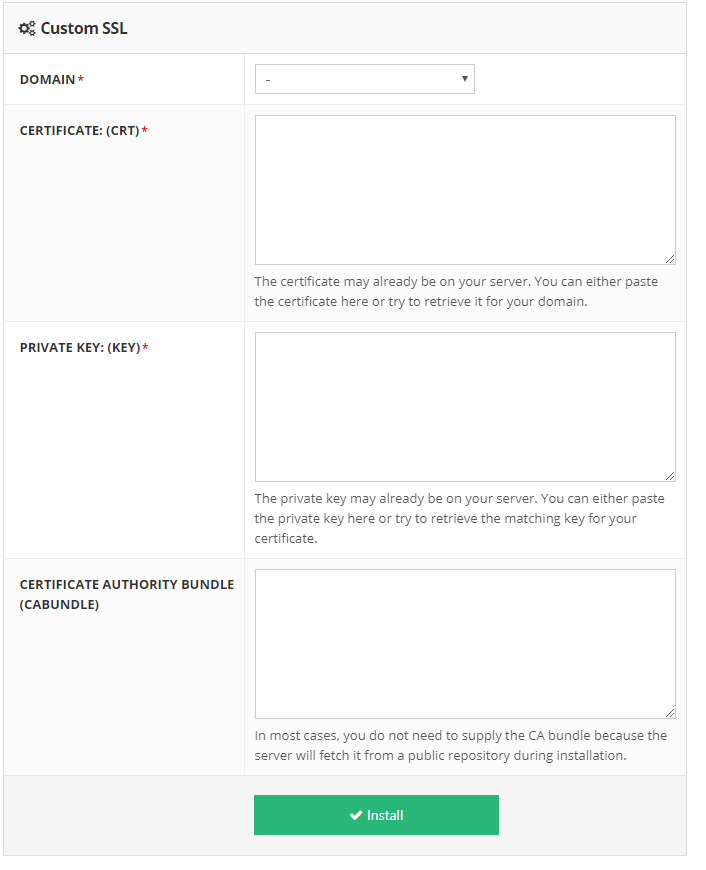 Custom SSL
DOMAIN*
-
CERTIFICATE: (CRT)*
The certificate may already be on your server. You can either paste
the certificate here or try to retrieve it for your domain.
PRIVATE KEY: (KEY)*
The private key may already be on your server. You can either paste
the private key here or try to retrieve the matching key for your
certificate.
CERTIFICATE AUTHORITY BUNDLE
(CABUNDLE)
In most cases, you do not need to supply the CA bundle because the
server will fetch it from a public repository during installation.
Install